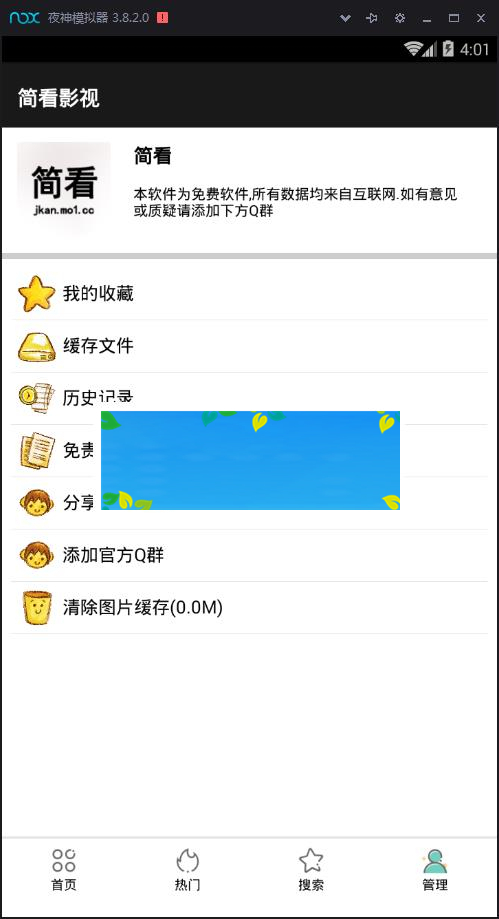 nox 夜神模拟器 3.8.2.0
4:01
简看影视
简看
jkan.mo1.cc
简看
本软件为免费软件,所有数据均来自互联网.如有意见
或质疑请添加下方Q群
我的收藏
缓存文件
历史记录
免责
分享
添加官方Q群
清除图片缓存(0.0M)
首页 热门 搜索 管理